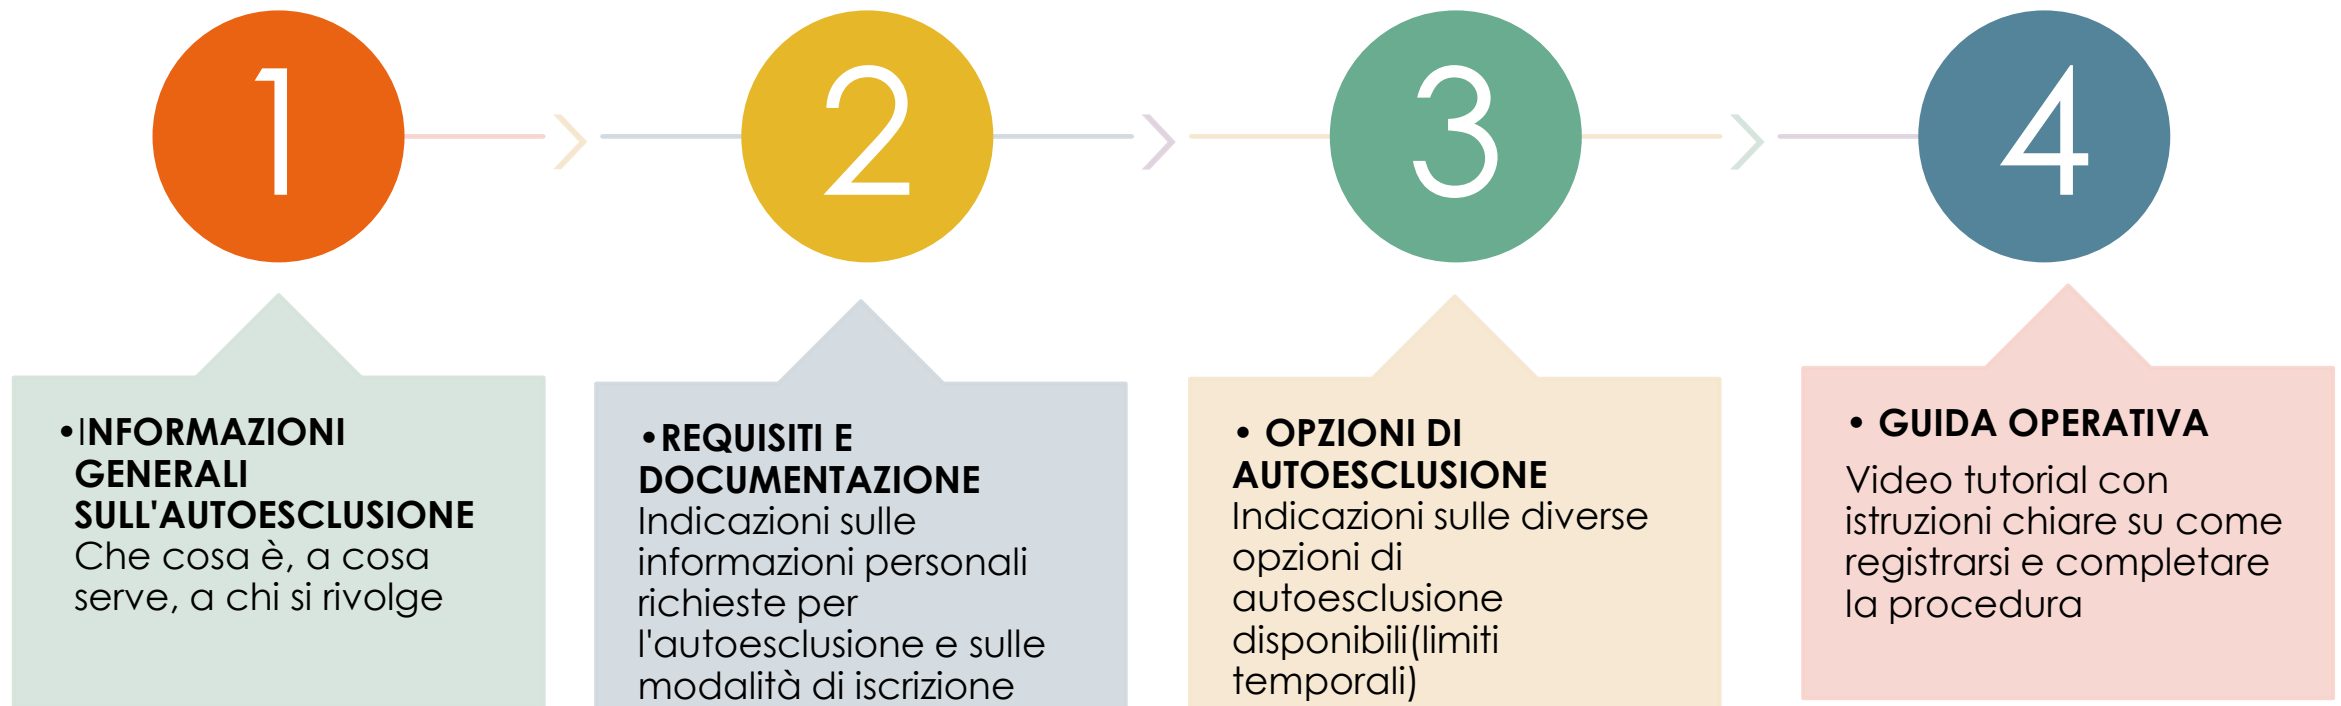 1
2
3
4
•INFORMAZIONI
GENERALI
SULL'AUTOESCLUSIONE
Che cosa è, a cosa
serve, a chi si rivolge
•REQUISITI E
DOCUMENTAZIONE
Indicazioni sulle
informazioni personali
richieste per
l'autoesclusione e sulle
modalità di iscrizione
• OPZIONI DI
AUTOESCLUSIONE
Indicazioni sulle diverse
opzioni di
autoesclusione
disponibili(limiti
temporali)
• GUIDA OPERATIVA
Video tutorial con
istruzioni chiare su come
registrarsi e completare
la procedura